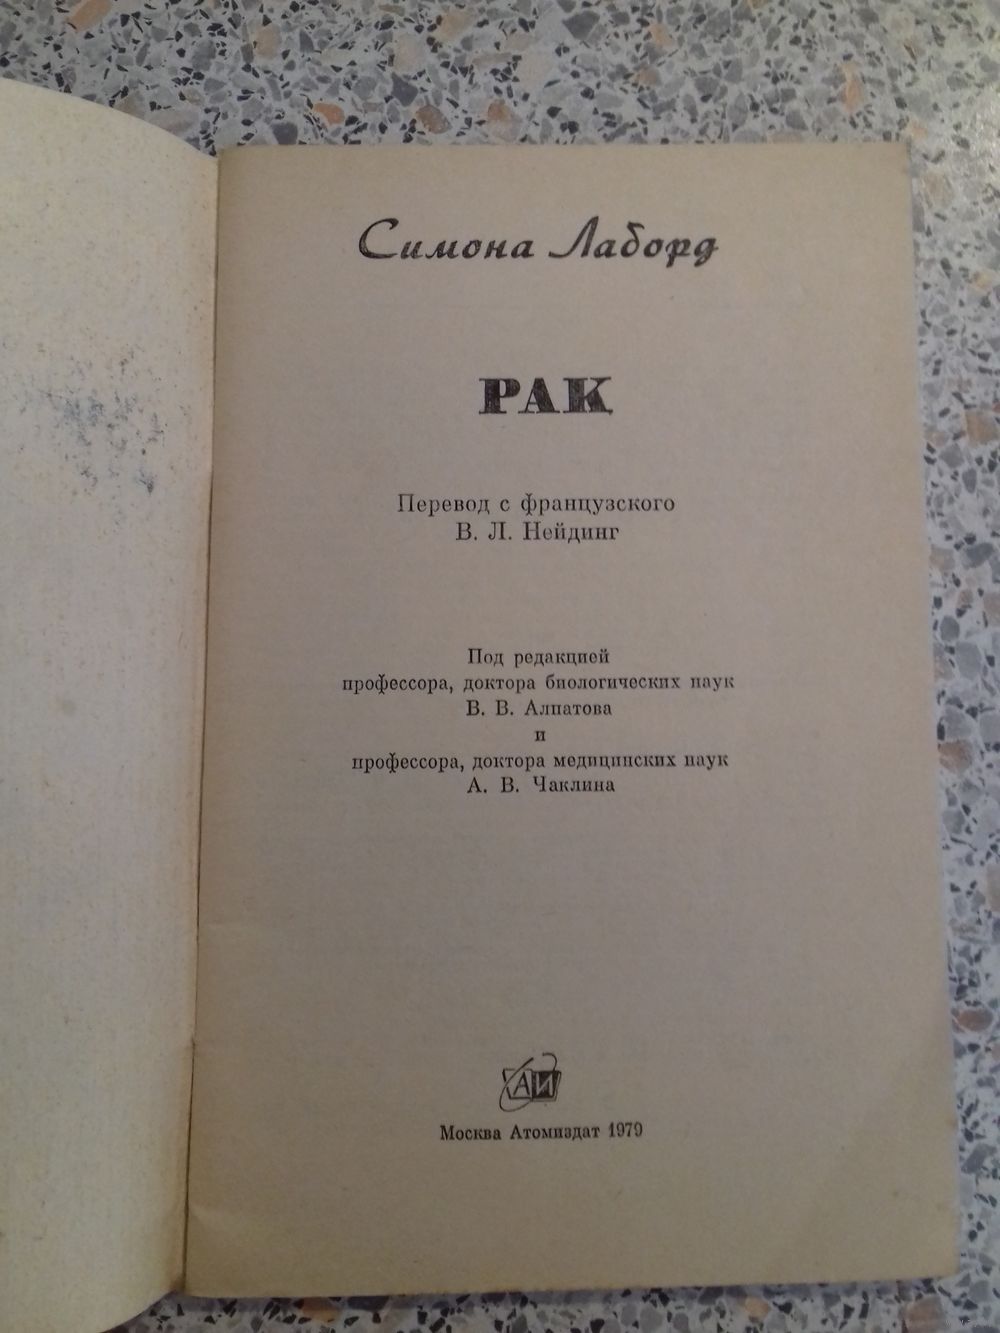 Симона Лаборд
РАК
Перевод с французского
В. Л. Нейдинг
Под редакцией
профессора, доктора биологических наук
В. В. Алпатова
и
профессора, доктора медицинских наук
А. В. Чаклина
АИ
Москва Атомиздат 1979